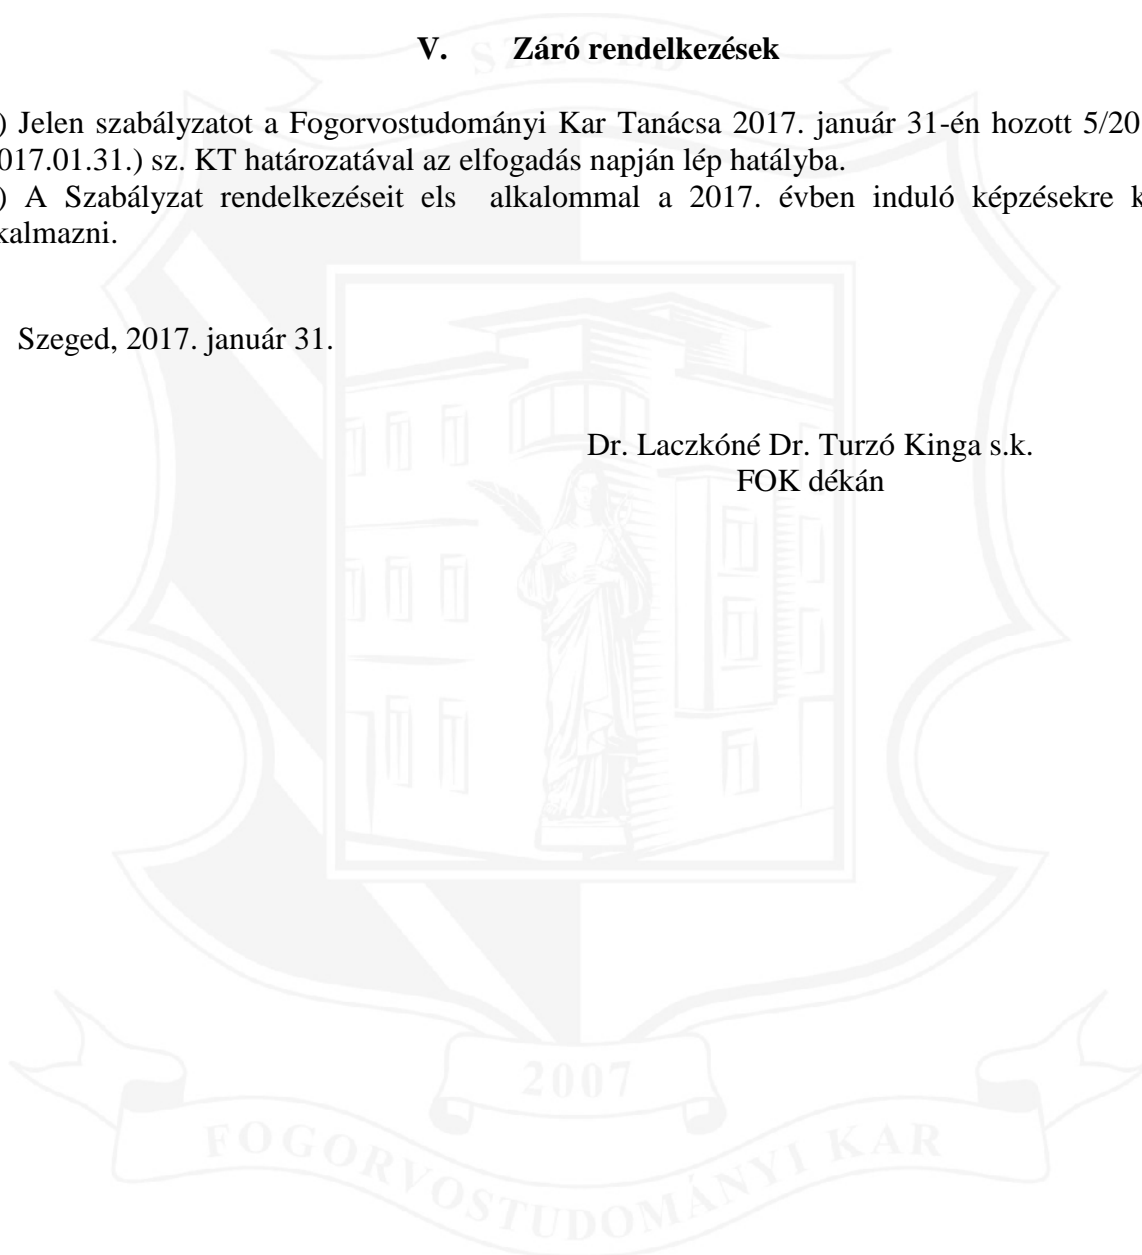 V. Záró rendelkezések
) Jelen szabályzatot a Fogorvostudományi Kar Tanácsa 2017. január 31-én hozott 5/20
017.01.31.) sz. KT határozatával az elfogadás napján lép hatályba.
) A Szabályzat rendelkezéseit els alkalommal a 2017. évben induló képzésekre k
kalmazni.
Szeged, 2017. január 31.
Dr. Laczkóné Dr. Turzó Kinga s.k.
FOK dékán
SZEGED
2007
FOGORVOSTUDOMÁNYI KAR